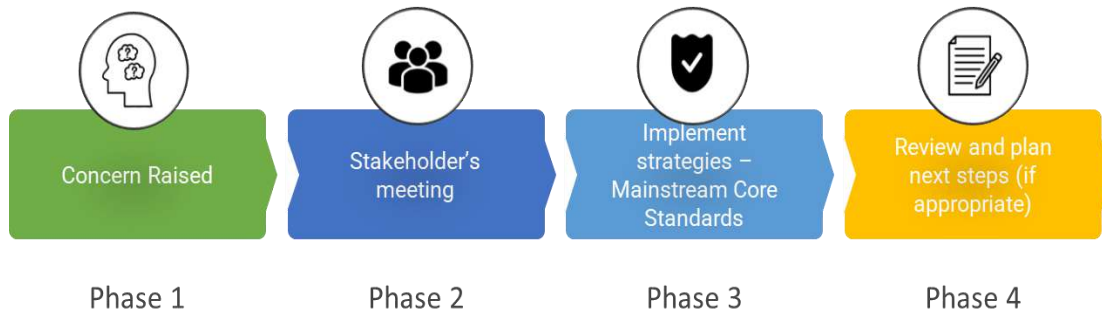 Concern Raised
Stakeholder’s
meeting
Implement
strategies –
Mainstream Core
Standards
Review and plan
next steps (if
appropriate)
Phase 1
Phase 2
Phase 3
Phase 4